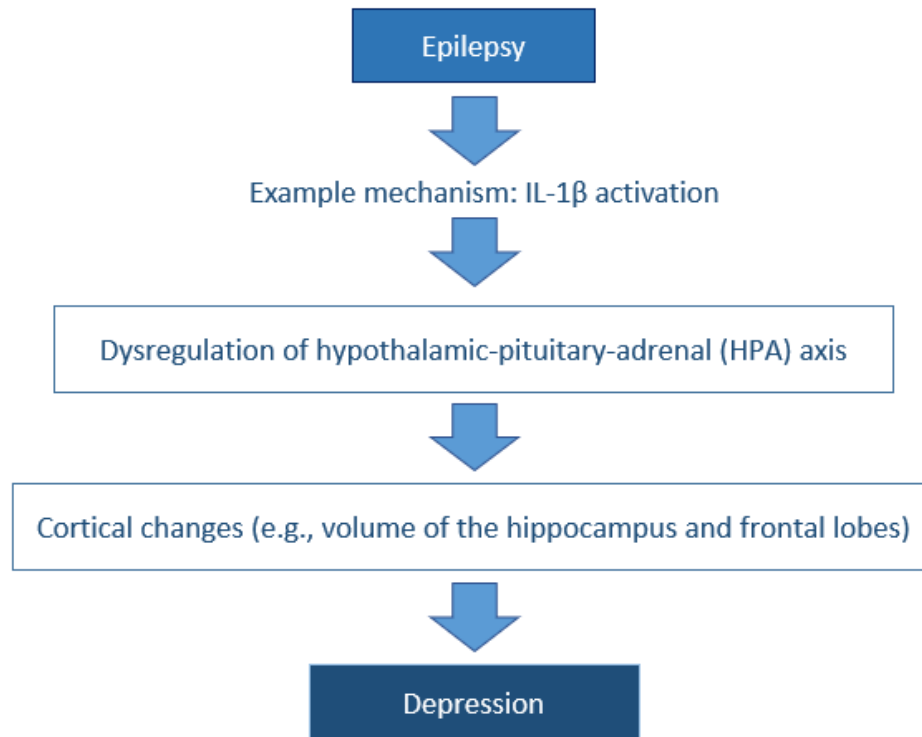 Epilepsy
Example mechanism: IL-1β activation
Dysregulation of hypothalamic-pituitary-adrenal (HPA) axis
Cortical changes (e.g., volume of the hippocampus and frontal lobes)
Depression